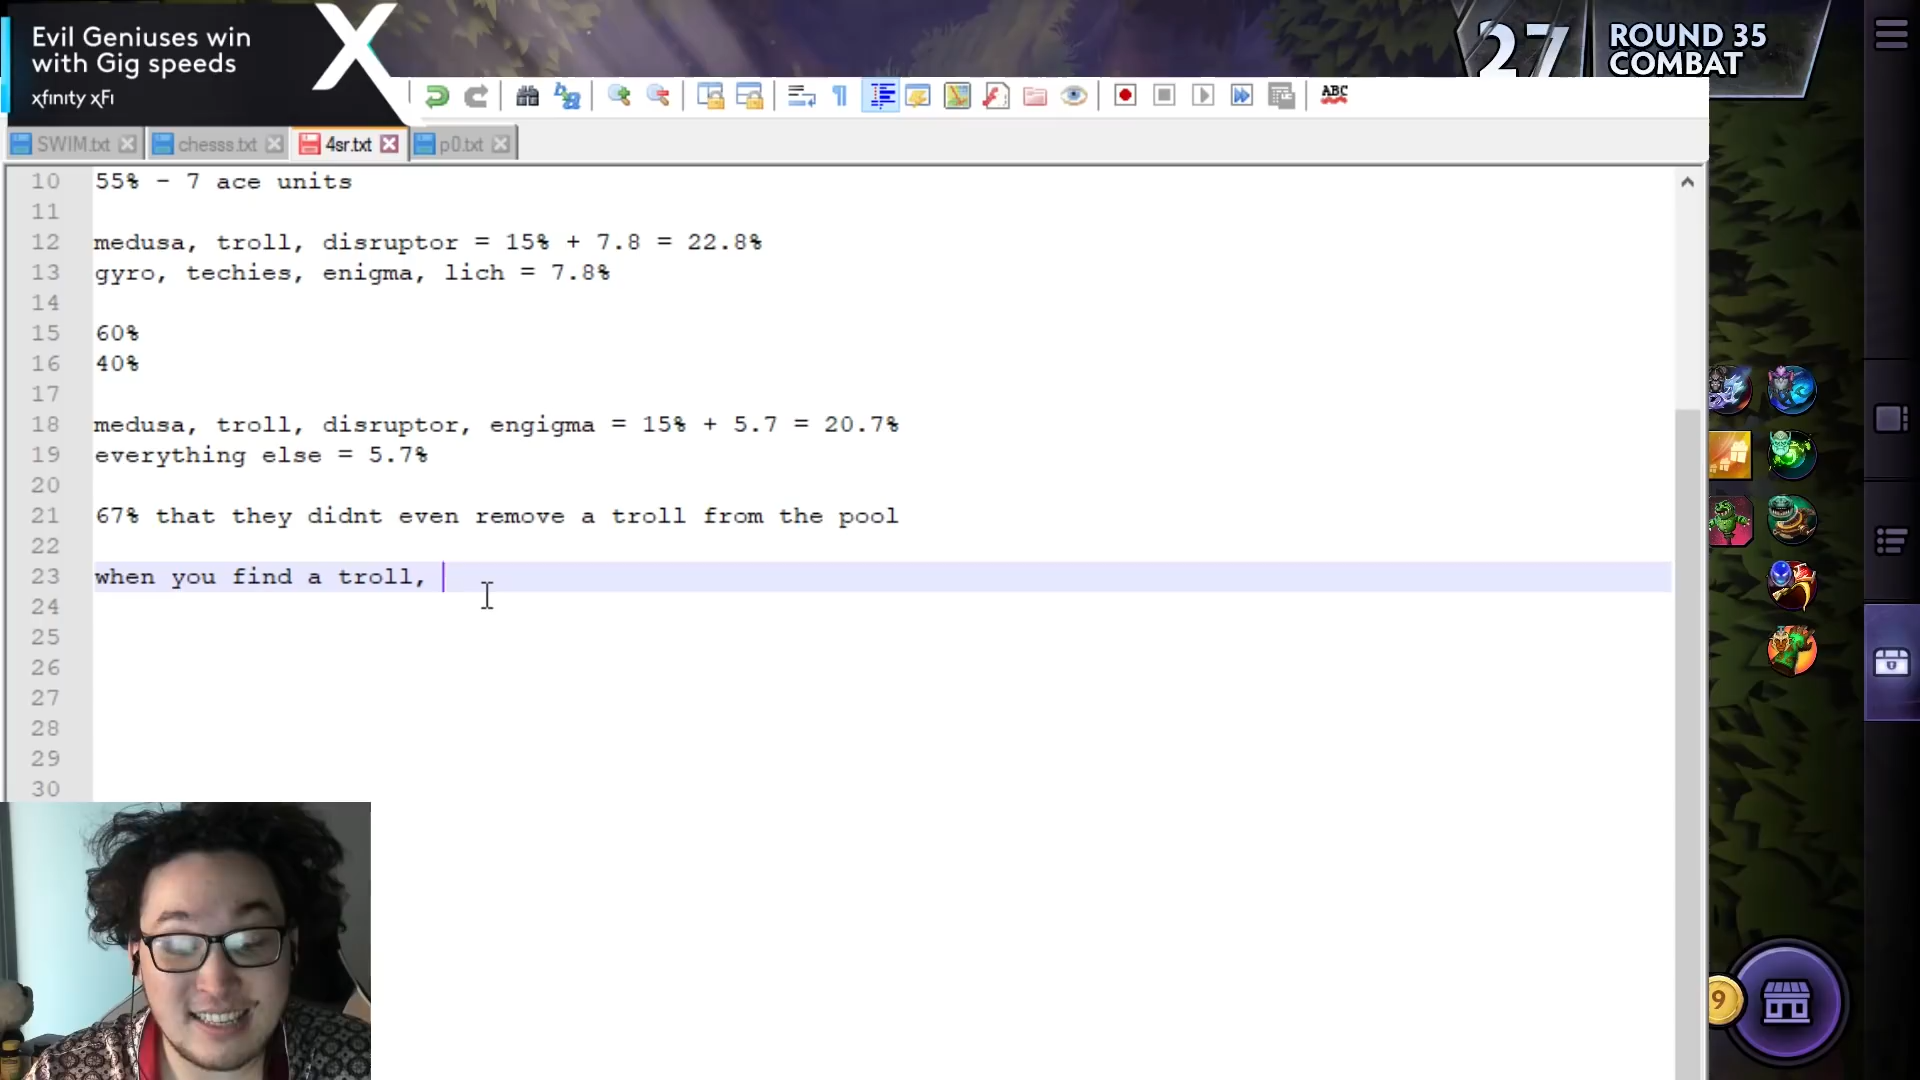 Evil Geniuses win
with Gig speeds
xfinity xFi
27
ROUND 35
COMBAT
ABC
SWIM.txt
chesss.txt
4sr.txt
p0.txt
10 55% - 7 ace units
11
12 medusa, troll, disruptor = 15% + 7.8 = 22.8%
13 gyro, techies, enigma, lich = 7.8%
14
15 60%
16 40%
17
18 medusa, troll, disruptor, engigma = 15% + 5.7 = 20.7%
19 everything else = 5.7%
20
21 67% that they didnt even remove a troll from the pool
22
23 when you find a troll,
24
25
26
27
28
29
30
9